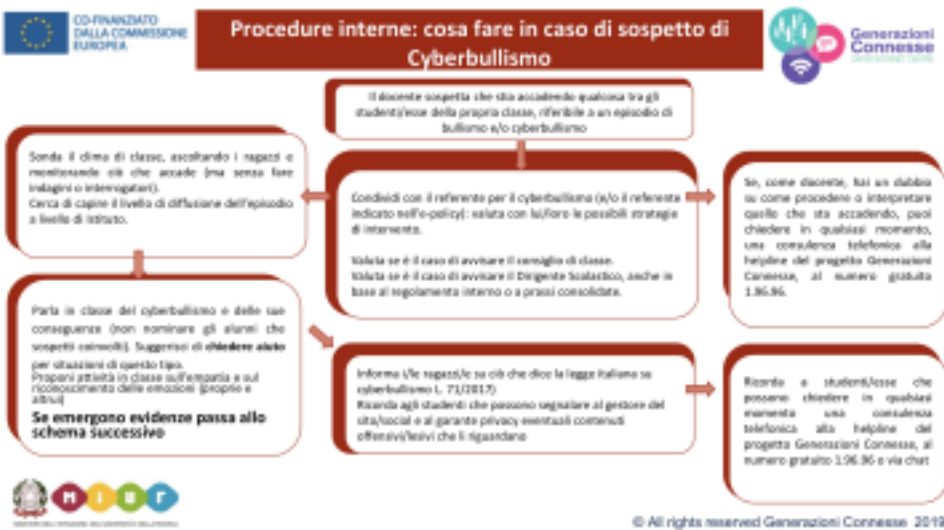 CO-FINANZIATO
DALLA COMMISSIONE
EUROPEA
Procedure interne: cosa fare in caso di sospetto di
Cyberbullismo
Generazioni
Connesse
Il docente sospetta che stia accadendo qualcosa tra gli
studenti/esse della propria classe, riferibile a un episodio di
bullismo e/o cyberbullismo
Sonda il clima di classe, ascoltando i ragazzi e
monitorando ciò che accade (ma senza fare
indagini o interrogatori).
Cerca di capire il livello di diffusione dell'episodio
a livello di Istituto.
Condividi con il referente per il cyberbullismo (e/o il referente
indicato nell'e-policy): valuta con lui/loro le possibili strategie
di intervento.
Valuta se è il caso di avvisare il consiglio di classe.
Valuta se è il caso di avvisare il Dirigente Scolastico, anche in
base al regolamento interno o a prassi consolidate.
Se, come docente, hai un dubbio
su come procedere o interpretare
quello che sta accadendo, puoi
chiedere in qualsiasi momento,
una consulenza telefonica alla
helpline del progetto Generazioni
Connesse, al numero gratuito
1.96.96.
Parla in classe del cyberbullismo e delle sue
conseguenze (non nominare gli alunni che
sospetti coinvolti). Suggerisci di chiedere aiuto
per situazioni di questo tipo.
Proponi attività in classe sull'empatia e sul
riconoscimento delle emozioni (proprie e
altrui)
Se emergono evidenze passa allo
schema successivo
Informa i/le ragazzi/e su ciò che dice la legge italiana su
cyberbullismo L. 71/2017)
Ricorda agli studenti che possono segnalare al gestore del
sito/social e al garante privacy eventuali contenuti
offensivi/lesivi che li riguardano
Ricorda a studenti/esse che
possono chiedere in qualsiasi
momento una consulenza
telefonica alla helpline del
progetto Generazioni Connesse, al
numero gratuito 1.96.96 o via chat
MIUR
© All rights reserved Generazioni Connesse 2019